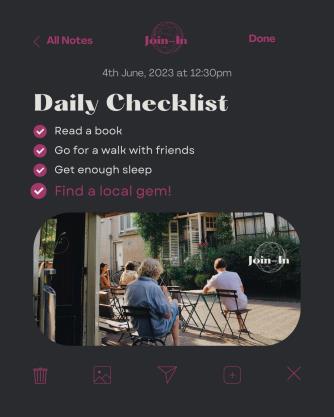 All Notes
Join-In
Done
4th June, 2023 at 12:30pm
Daily Checklist
Read a book
Go for a walk with friends
Get enough sleep
Find a local gem!
Join-In